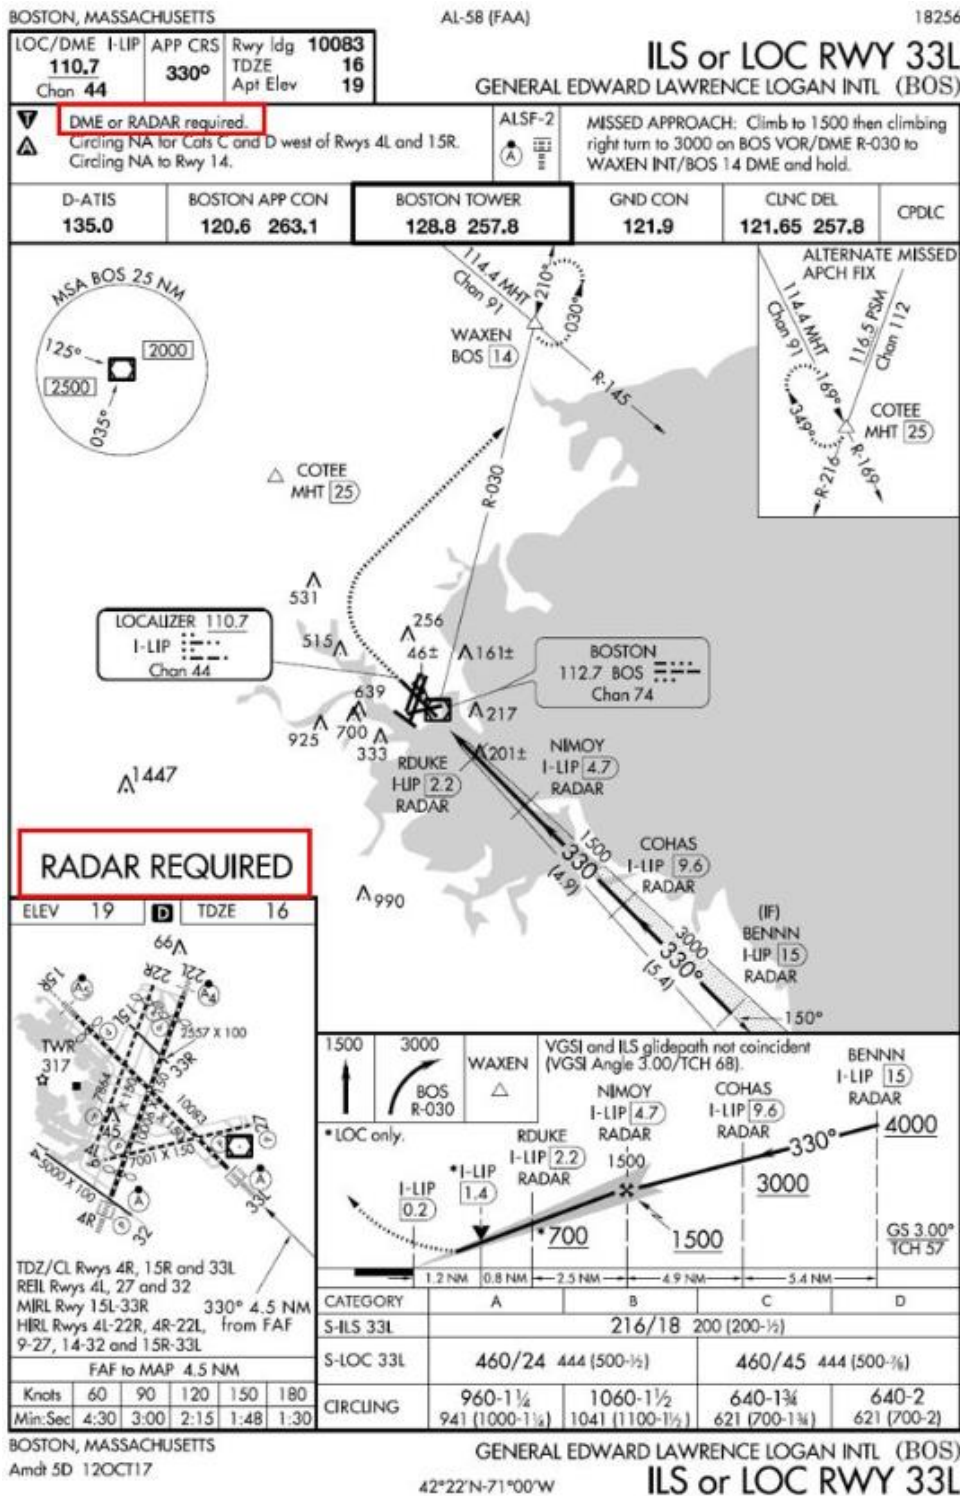 BOSTON, MASSACHUSETTS
AL-58 (FAA)
18256
LOC/DME I-LIP
110.7
Chan 44
APP CRS
330°
Rwy ldg 10083
TDZE 16
Apt Elev 19
ILS or LOC RWY 33L
GENERAL EDWARD LAWRENCE LOGAN INTL (BOS)
T
A
DME or RADAR required.
Circling NA for Cats C and D west of Rwys 4L and 15R.
Circling NA to Rwy 14.
ALSF-2
A
MISSED APPROACH: Climb to 1500 then climbing
right turn to 3000 on BOS VOR/DME R-030 to
WAXEN INT/BOS 14 DME and hold.
D-ATIS
135.0
BOSTON APP CON
120.6 263.1
BOSTON TOWER
128.8 257.8
GND CON
121.9
CLNC DEL
121.65 257.8
CPDLC
MSA BOS 25 NM
125°
2000
2500
035°
114.4 MHT
Chan 91
210°
030°
WAXEN
BOS 14
R-145
R-030
ALTERNATE MISSED
APCH FIX
114.4 MHT
Chan 91
116.5 PSM
Chan 112
169°
349°
COTEE
MHT 25
R-216
R-169
COTEE
MHT 25
531
515
256
46±
161±
LOCALIZER 110.7
I-LIP
Chan 44
BOSTON
112.7 BOS
Chan 74
639
925
700
333
217
201±
1447
990
RDUKE
I-LIP 2.2
RADAR
NIMOY
I-LIP 4.7
RADAR
COHAS
I-LIP 9.6
RADAR
(IF)
BENNN
I-LIP 15
RADAR
1500
330°
(4.9)
3000
330°
(5.4)
150°
RADAR REQUIRED
ELEV 19
D
TDZE 16
99
15R
22R
22L
15L
2557 X 100
33R
TWR
317
7864 X 150
10006 X 150
10083 X 150
45
4L
9
7001 X 150
27
5000 X 100
4R
32
33L
330° 4.5 NM
from FAF
TDZ/CL Rwys 4R, 15R and 33L
REIL Rwys 4L, 27 and 32
MIRL Rwy 15L-33R
HIRL Rwys 4L-22R, 4R-22L,
9-27, 14-32 and 15R-33L
FAF to MAP 4.5 NM
Knots 60 90 120 150 180
Min:Sec 4:30 3:00 2:15 1:48 1:30
1500
3000
BOS
R-030
WAXEN
VGSI and ILS glidepath not coincident
(VGSI Angle 3.00/TCH 68).
*LOC only.
I-LIP
0.2
*I-LIP
1.4
RDUKE
I-LIP 2.2
RADAR
NIMOY
I-LIP 4.7
RADAR
1500
COHAS
I-LIP 9.6
RADAR
BENNN
I-LIP 15
RADAR
330°
4000
3000
1500
*700
GS 3.00°
TCH 57
1.2 NM
0.8 NM
2.5 NM
4.9 NM
5.4 NM
CATEGORY A B C D
S-ILS 33L 216/18 200 (200-½)
S-LOC 33L 460/24 444 (500-½) 460/45 444 (500-⅞)
CIRCLING
960-1¼
941 (1000-1¼)
1060-1½
1041 (1100-1½)
640-1¾
621 (700-1¾)
640-2
621 (700-2)
BOSTON, MASSACHUSETTS
Amdt 5D 12OCT17
42°22'N-71°00'W
GENERAL EDWARD LAWRENCE LOGAN INTL (BOS)
ILS or LOC RWY 33L